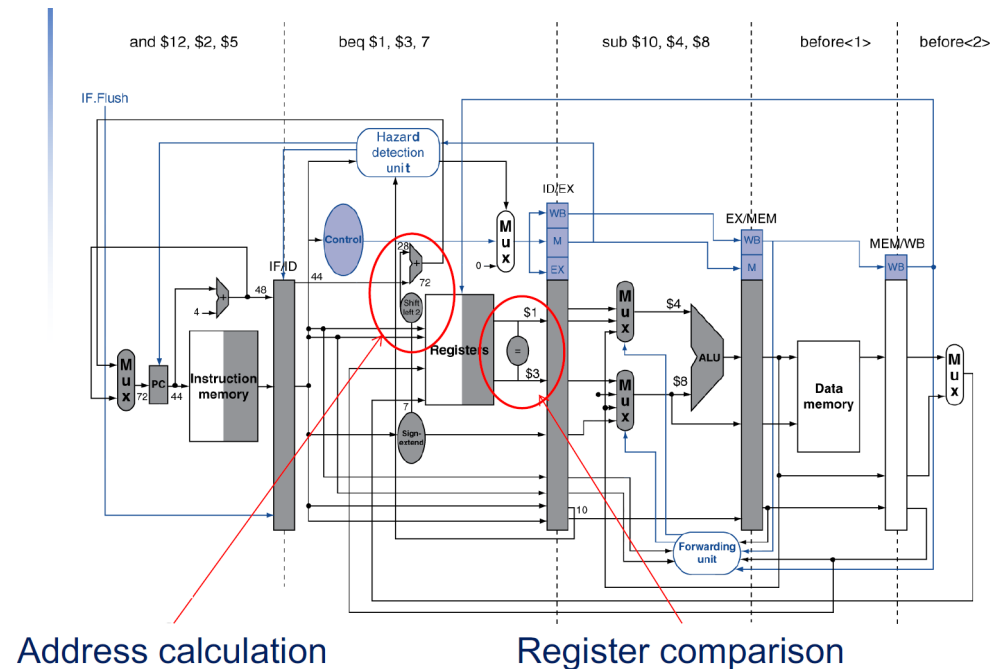 and $12, $2, $5
beq $1, $3, 7
sub $10, $4, $8
before<1>
before<2>
IF.Flush
Hazard
detection
unit
ID/EX
WB
M
EX
Control
Mux
0
EX/MEM
WB
M
MEM/WB
WB
IF/ID
28
+
72
44
48
+
4
Shift
left 2
Registers
$1
=
$3
Mux
$4
ALU
Mux
$8
Mux
72
PC
44
Instruction
memory
Data
memory
Mux
7
Sign-
extend
10
Forwarding
unit
Address calculation
Register comparison